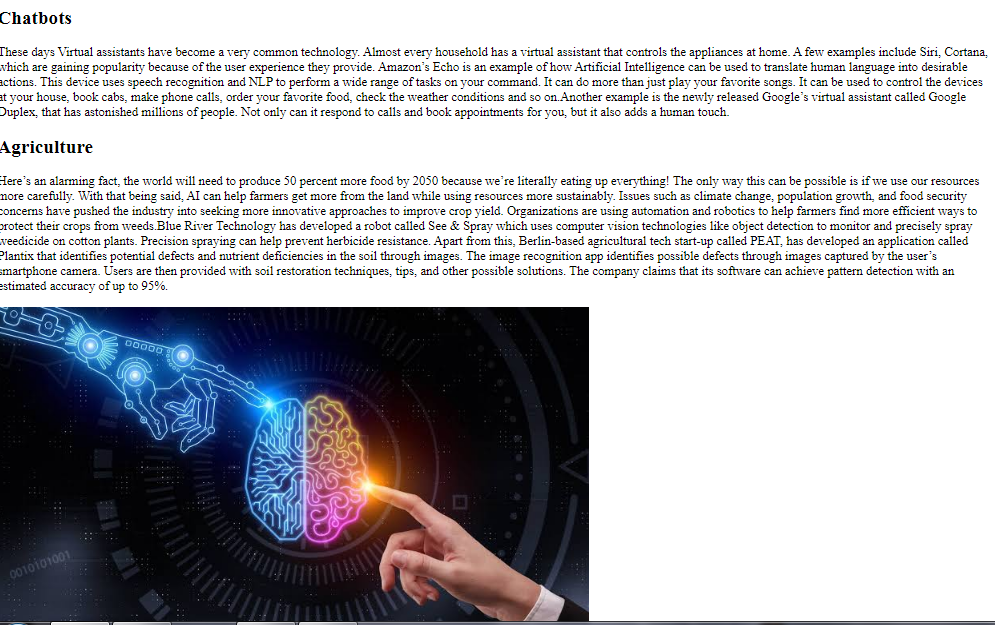 Chatbots
These days Virtual assistants have become a very common technology. Almost every household has a virtual assistant that controls the appliances at home. A few examples include Siri, Cortana,
which are gaining popularity because of the user experience they provide. Amazon's Echo is an example of how Artificial Intelligence can be used to translate human language into desirable
actions. This device uses speech recognition and NLP to perform a wide range of tasks on your command. It can do more than just play your favorite songs. It can be used to control the devices
at your house, book cabs, make phone calls, order your favorite food, check the weather conditions and so on.Another example is the newly released Google's virtual assistant called Google
Duplex, that has astonished millions of people. Not only can it respond to calls and book appointments for you, but it also adds a human touch.
Agriculture
Here's an alarming fact, the world will need to produce 50 percent more food by 2050 because we're literally eating up everything! The only way this can be possible is if we use our resources
more carefully. With that being said, AI can help farmers get more from the land while using resources more sustainably. Issues such as climate change, population growth, and food security
concerns have pushed the industry into seeking more innovative approaches to improve crop yield. Organizations are using automation and robotics to help farmers find more efficient ways to
protect their crops from weeds.Blue River Technology has developed a robot called See & Spray which uses computer vision technologies like object detection to monitor and precisely spray
weedicide on cotton plants. Precision spraying can help prevent herbicide resistance. Apart from this, Berlin-based agricultural tech start-up called PEAT, has developed an application called
Plantix that identifies potential defects and nutrient deficiencies in the soil through images. The image recognition app identifies possible defects through images captured by the user's
smartphone camera. Users are then provided with soil restoration techniques, tips, and other possible solutions. The company claims that its software can achieve pattern detection with an
estimated accuracy of up to 95%.
0010101001